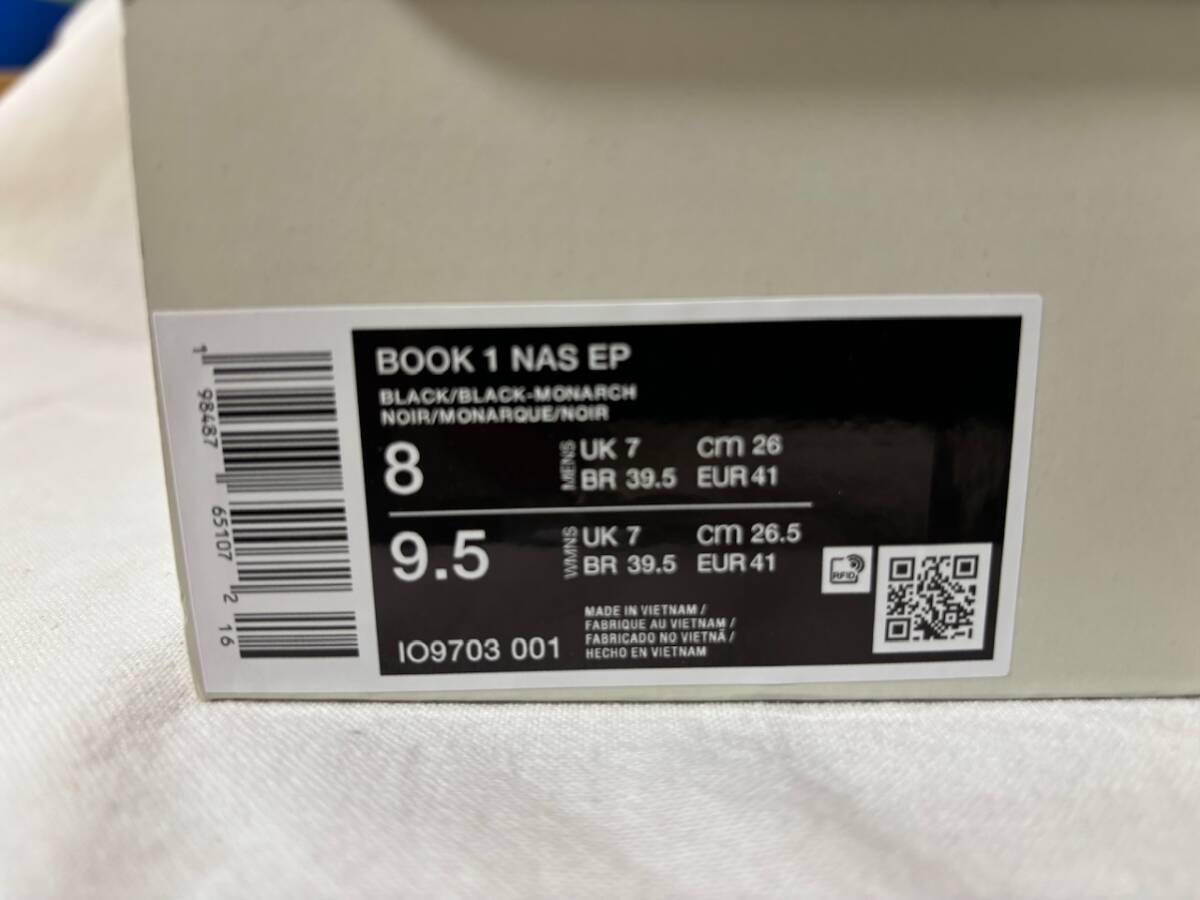 BOOK 1 NAS EP
BLACK/BLACK-MONARCH
NOIR/MONARQUE/NOIR
8 MENS UK 7 cm 26
BR 39.5 EUR 41
9.5 WMNS UK 7 cm 26.5
BR 39.5 EUR 41
RFID
MADE IN VIETNAM /
FABRIQUE AU VIETNAM /
FABRICADO NO VIETNÃ /
HECHO EN VIETNAM
IO9703 001
1 98487 65107 2 16